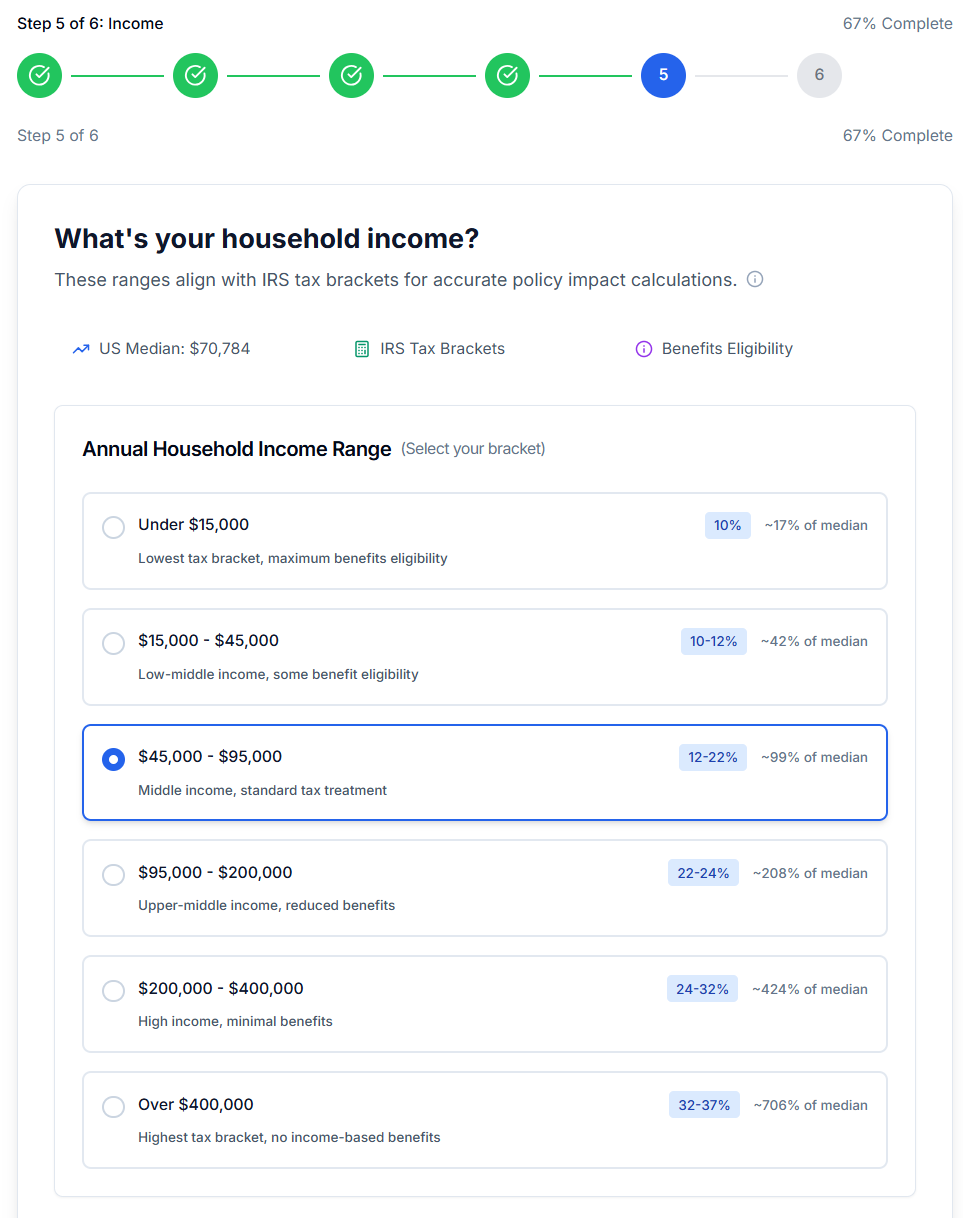 Step 5 of 6: Income 67% Complete
5 6
Step 5 of 6 67% Complete
What's your household income?
These ranges align with IRS tax brackets for accurate policy impact calculations.
US Median: $70,784 IRS Tax Brackets Benefits Eligibility
Annual Household Income Range (Select your bracket)
Under $15,000 10% ~17% of median
Lowest tax bracket, maximum benefits eligibility
$15,000 - $45,000 10-12% ~42% of median
Low-middle income, some benefit eligibility
$45,000 - $95,000 12-22% ~99% of median
Middle income, standard tax treatment
$95,000 - $200,000 22-24% ~208% of median
Upper-middle income, reduced benefits
$200,000 - $400,000 24-32% ~424% of median
High income, minimal benefits
Over $400,000 32-37% ~706% of median
Highest tax bracket, no income-based benefits